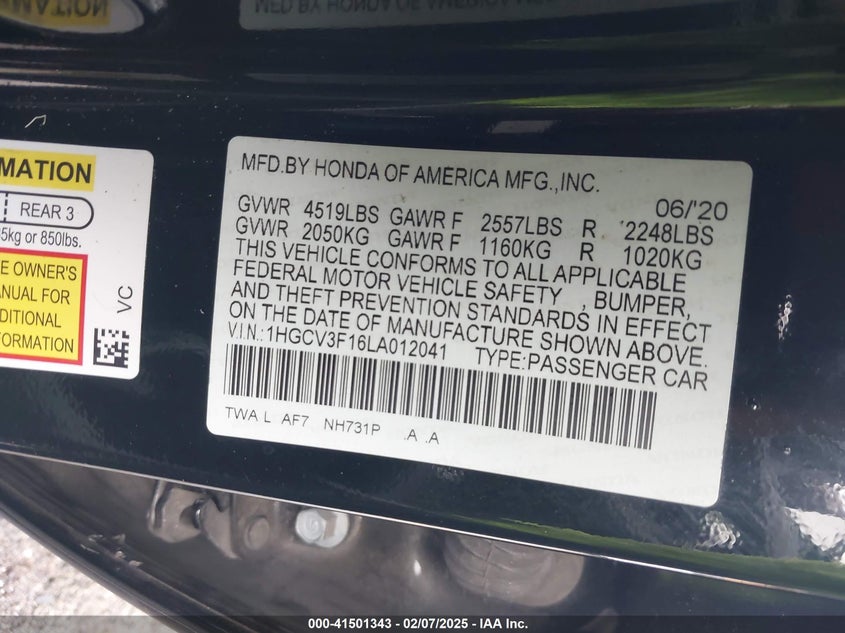 MATION
REAR 3
5kg or 850lbs.
E OWNER'S
ANUAL FOR
DITIONAL
FORMATION
VC
MFD.BY HONDA OF AMERICA MFG.,INC.
06/'20
GVWR 4519LBS GAWR F 2557LBS R 2248LBS
GVWR 2050KG GAWR F 1160KG R 1020KG
THIS VEHICLE CONFORMS TO ALL APPLICABLE
FEDERAL MOTOR VEHICLE SAFETY , BUMPER,
AND THEFT PREVENTION STANDARDS IN EFFECT
ON THE DATE OF MANUFACTURE SHOWN ABOVE.
V.I.N.:1HGCV3F16LA012041 TYPE:PASSENGER CAR
TWA L AF7 NH731P .A .A
000-41501343 - 02/07/2025 - IAA Inc.